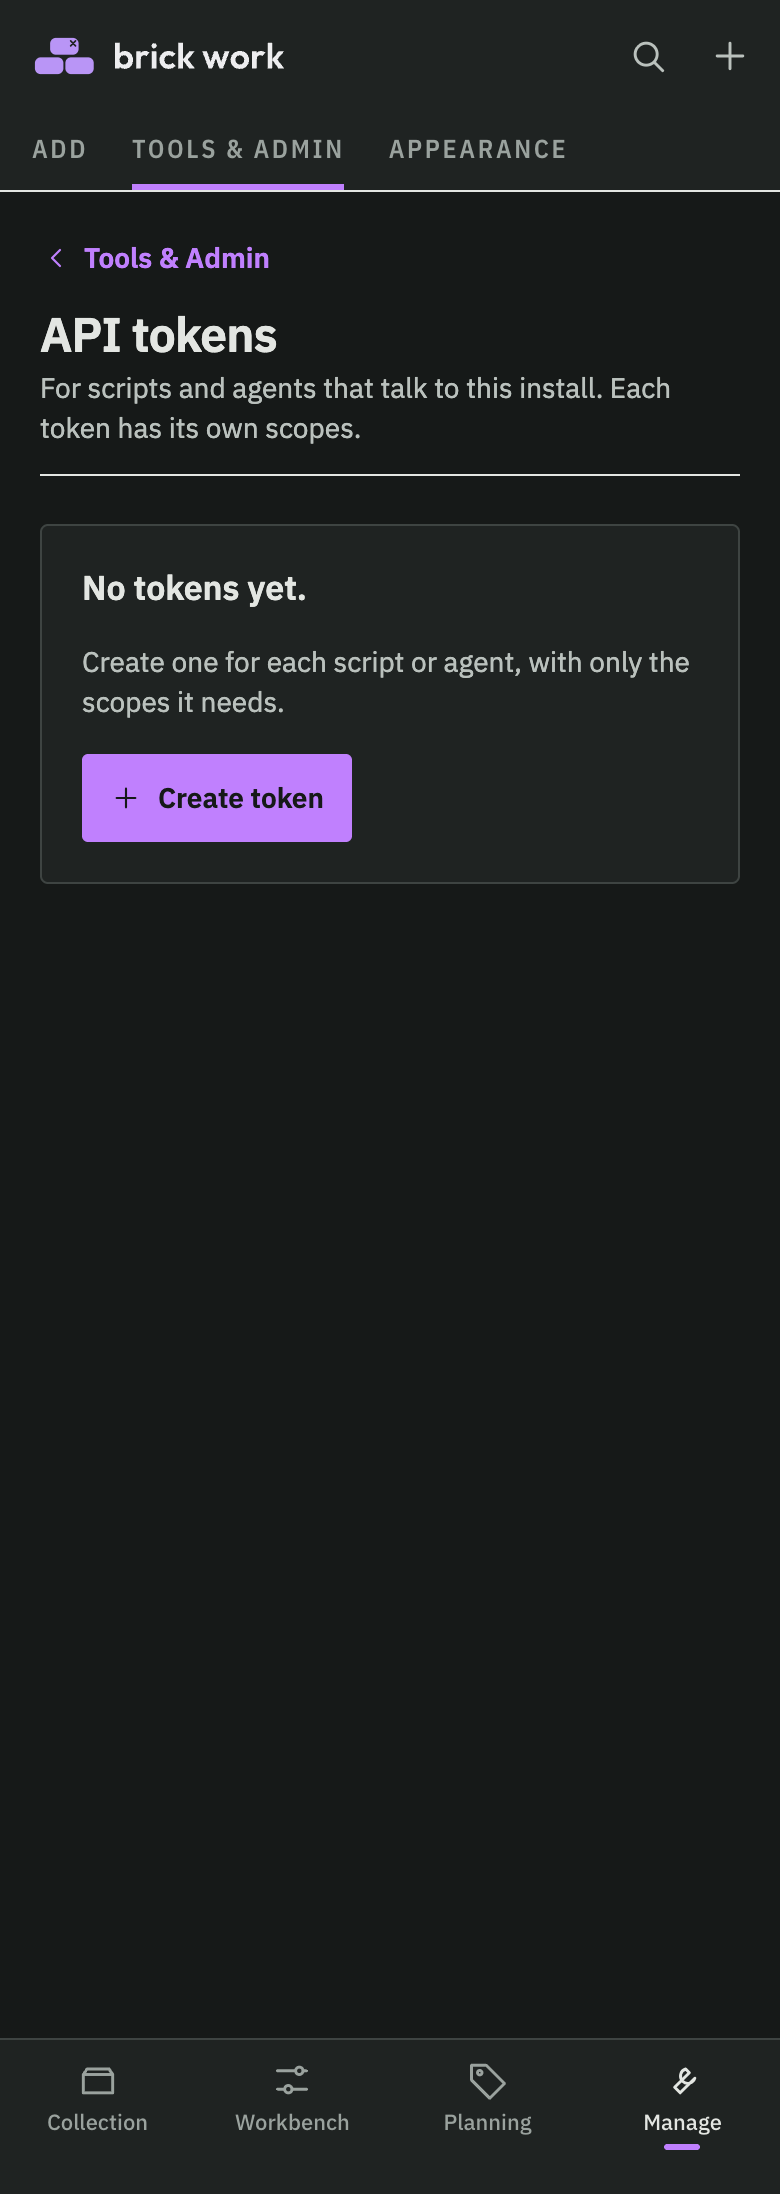 brick work
ADD
TOOLS & ADMIN
APPEARANCE
Tools & Admin
API tokens
For scripts and agents that talk to this install. Each
token has its own scopes.
No tokens yet.
Create one for each script or agent, with only the
scopes it needs.
Create token
Collection
Workbench
Planning
Manage